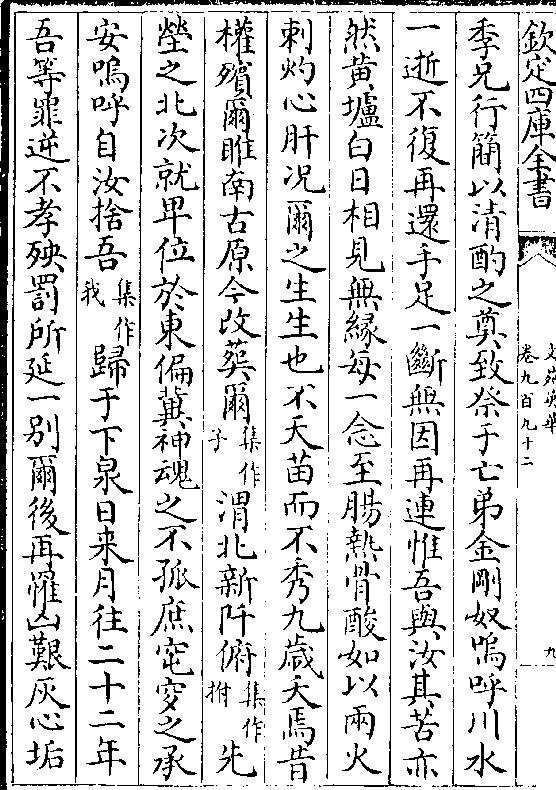 欽定四庫全書
文苑英華
卷九百九十二
九
季兄行簡以清酌之奠致祭于亡弟金剛奴嗚呼川水
一逝不復再還手足一斷無因再連惟吾與汝其苦亦
然黄壚白日相見無縁每一念至腸熱骨酸如以兩火
刺灼心肝况爾之生生也不天苗而不秀九歳夭焉昔
權殯爾睢南古原今改塟爾集作子渭北新阡俯集作拊先
塋之北次就卑位於東偏冀神魂之不孤庶窀穸之承
安嗚呼自汝捨吾集作我歸于下泉日来月往二十二年
吾等罪逆不孝殃罰所延一别爾後再罹凶艱灰心垢